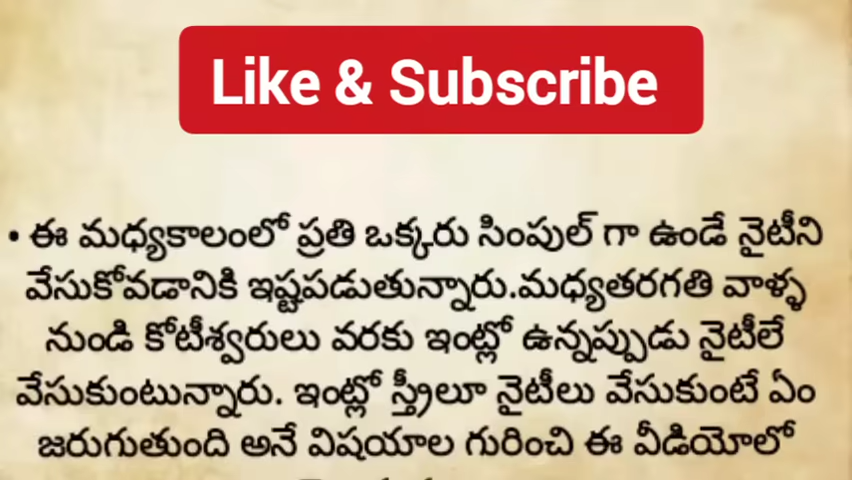 Like & Subscribe
• ఈ మధ్యకాలంలో ప్రతి ఒక్కరు సింపుల్ గా ఉండే నైటీని
వేసుకోవడానికి ఇష్టపడుతున్నారు.మధ్యతరగతి వాళ్ళ
నుండి కోటీశ్వరులు వరకు ఇంట్లో ఉన్నప్పుడు నైటీలే
వేసుకుంటున్నారు. ఇంట్లో స్త్రీలూ నైటీలు వేసుకుంటే ఏం
జరుగుతుంది అనే విషయాల గురించి ఈ వీడియోలో